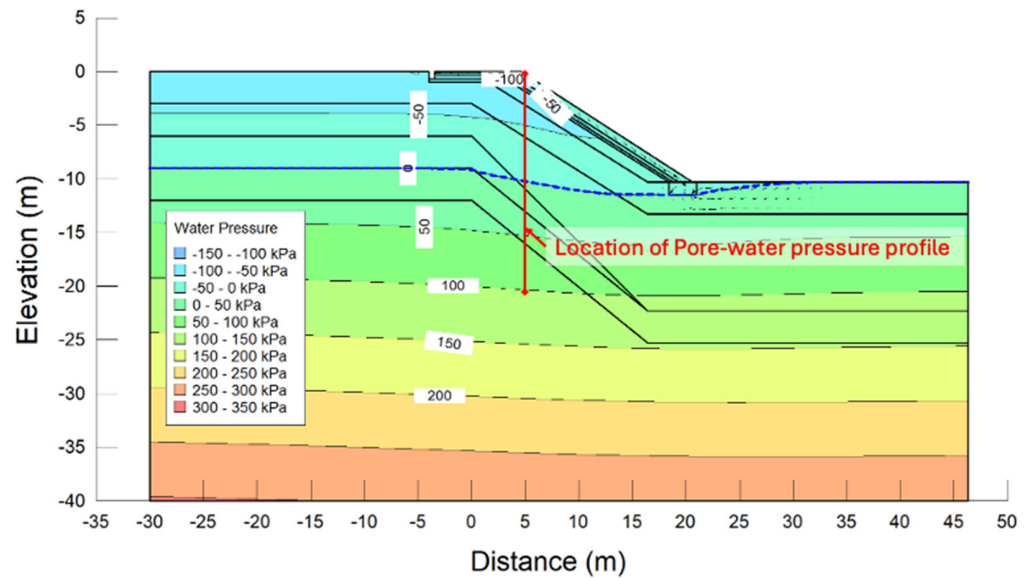 5
0
-5
-10
-15
-20
-25
-30
-35
-40
Elevation (m)
-100
-50
-50
0
50
100
150
200
Location of Pore-water pressure profile
Water Pressure
-150 - -100 kPa
-100 - -50 kPa
-50 - 0 kPa
0 - 50 kPa
50 - 100 kPa
100 - 150 kPa
150 - 200 kPa
200 - 250 kPa
250 - 300 kPa
300 - 350 kPa
-35 -30 -25 -20 -15 -10 -5 0 5 10 15 20 25 30 35 40 45 50
Distance (m)